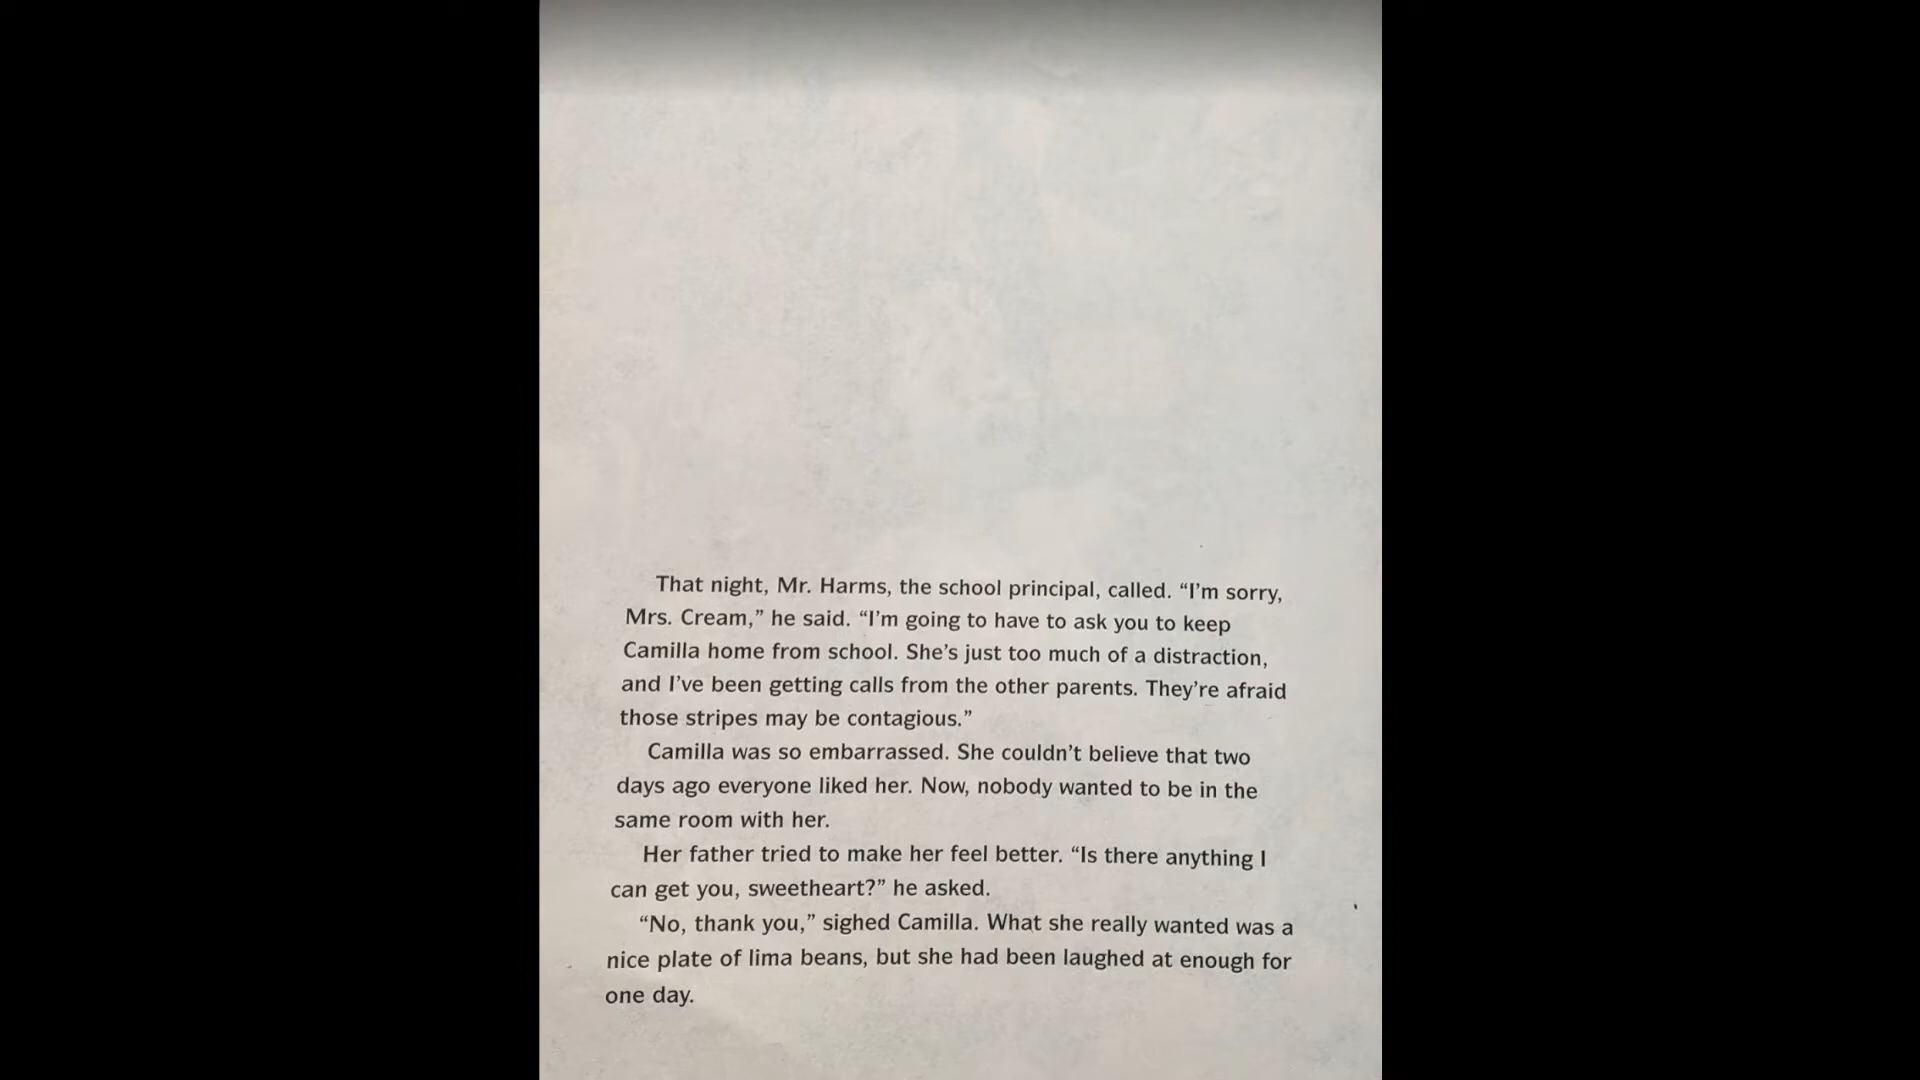 That night, Mr. Harms, the school principal, called. “I’m sorry,
Mrs. Cream,” he said. “I’m going to have to ask you to keep
Camilla home from school. She’s just too much of a distraction,
and I’ve been getting calls from the other parents. They’re afraid
those stripes may be contagious.”
Camilla was so embarrassed. She couldn’t believe that two
days ago everyone liked her. Now, nobody wanted to be in the
same room with her.
Her father tried to make her feel better. “Is there anything I
can get you, sweetheart?” he asked.
“No, thank you,” sighed Camilla. What she really wanted was a
nice plate of lima beans, but she had been laughed at enough for
one day.